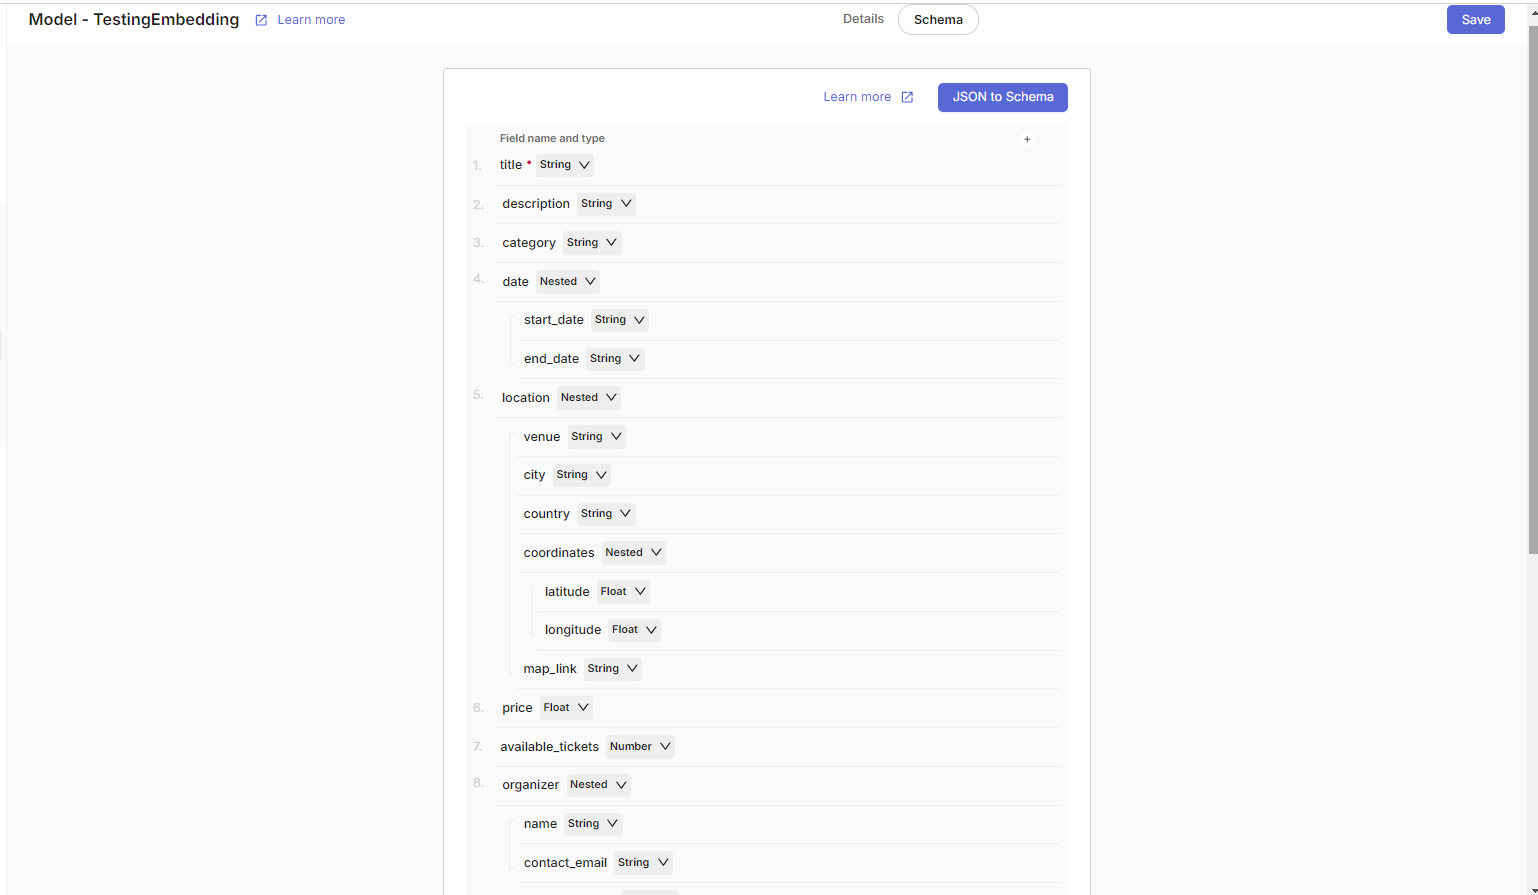 Model - TestingEmbedding Learn more Details Schema Save
Learn more JSON to Schema
Field name and type +
1. title * String
2. description String
3. category String
4. date Nested
start_date String
end_date String
5. location Nested
venue String
city String
country String
coordinates Nested
latitude Float
longitude Float
map_link String
6. price Float
7. available_tickets Number
8. organizer Nested
name String
contact_email String